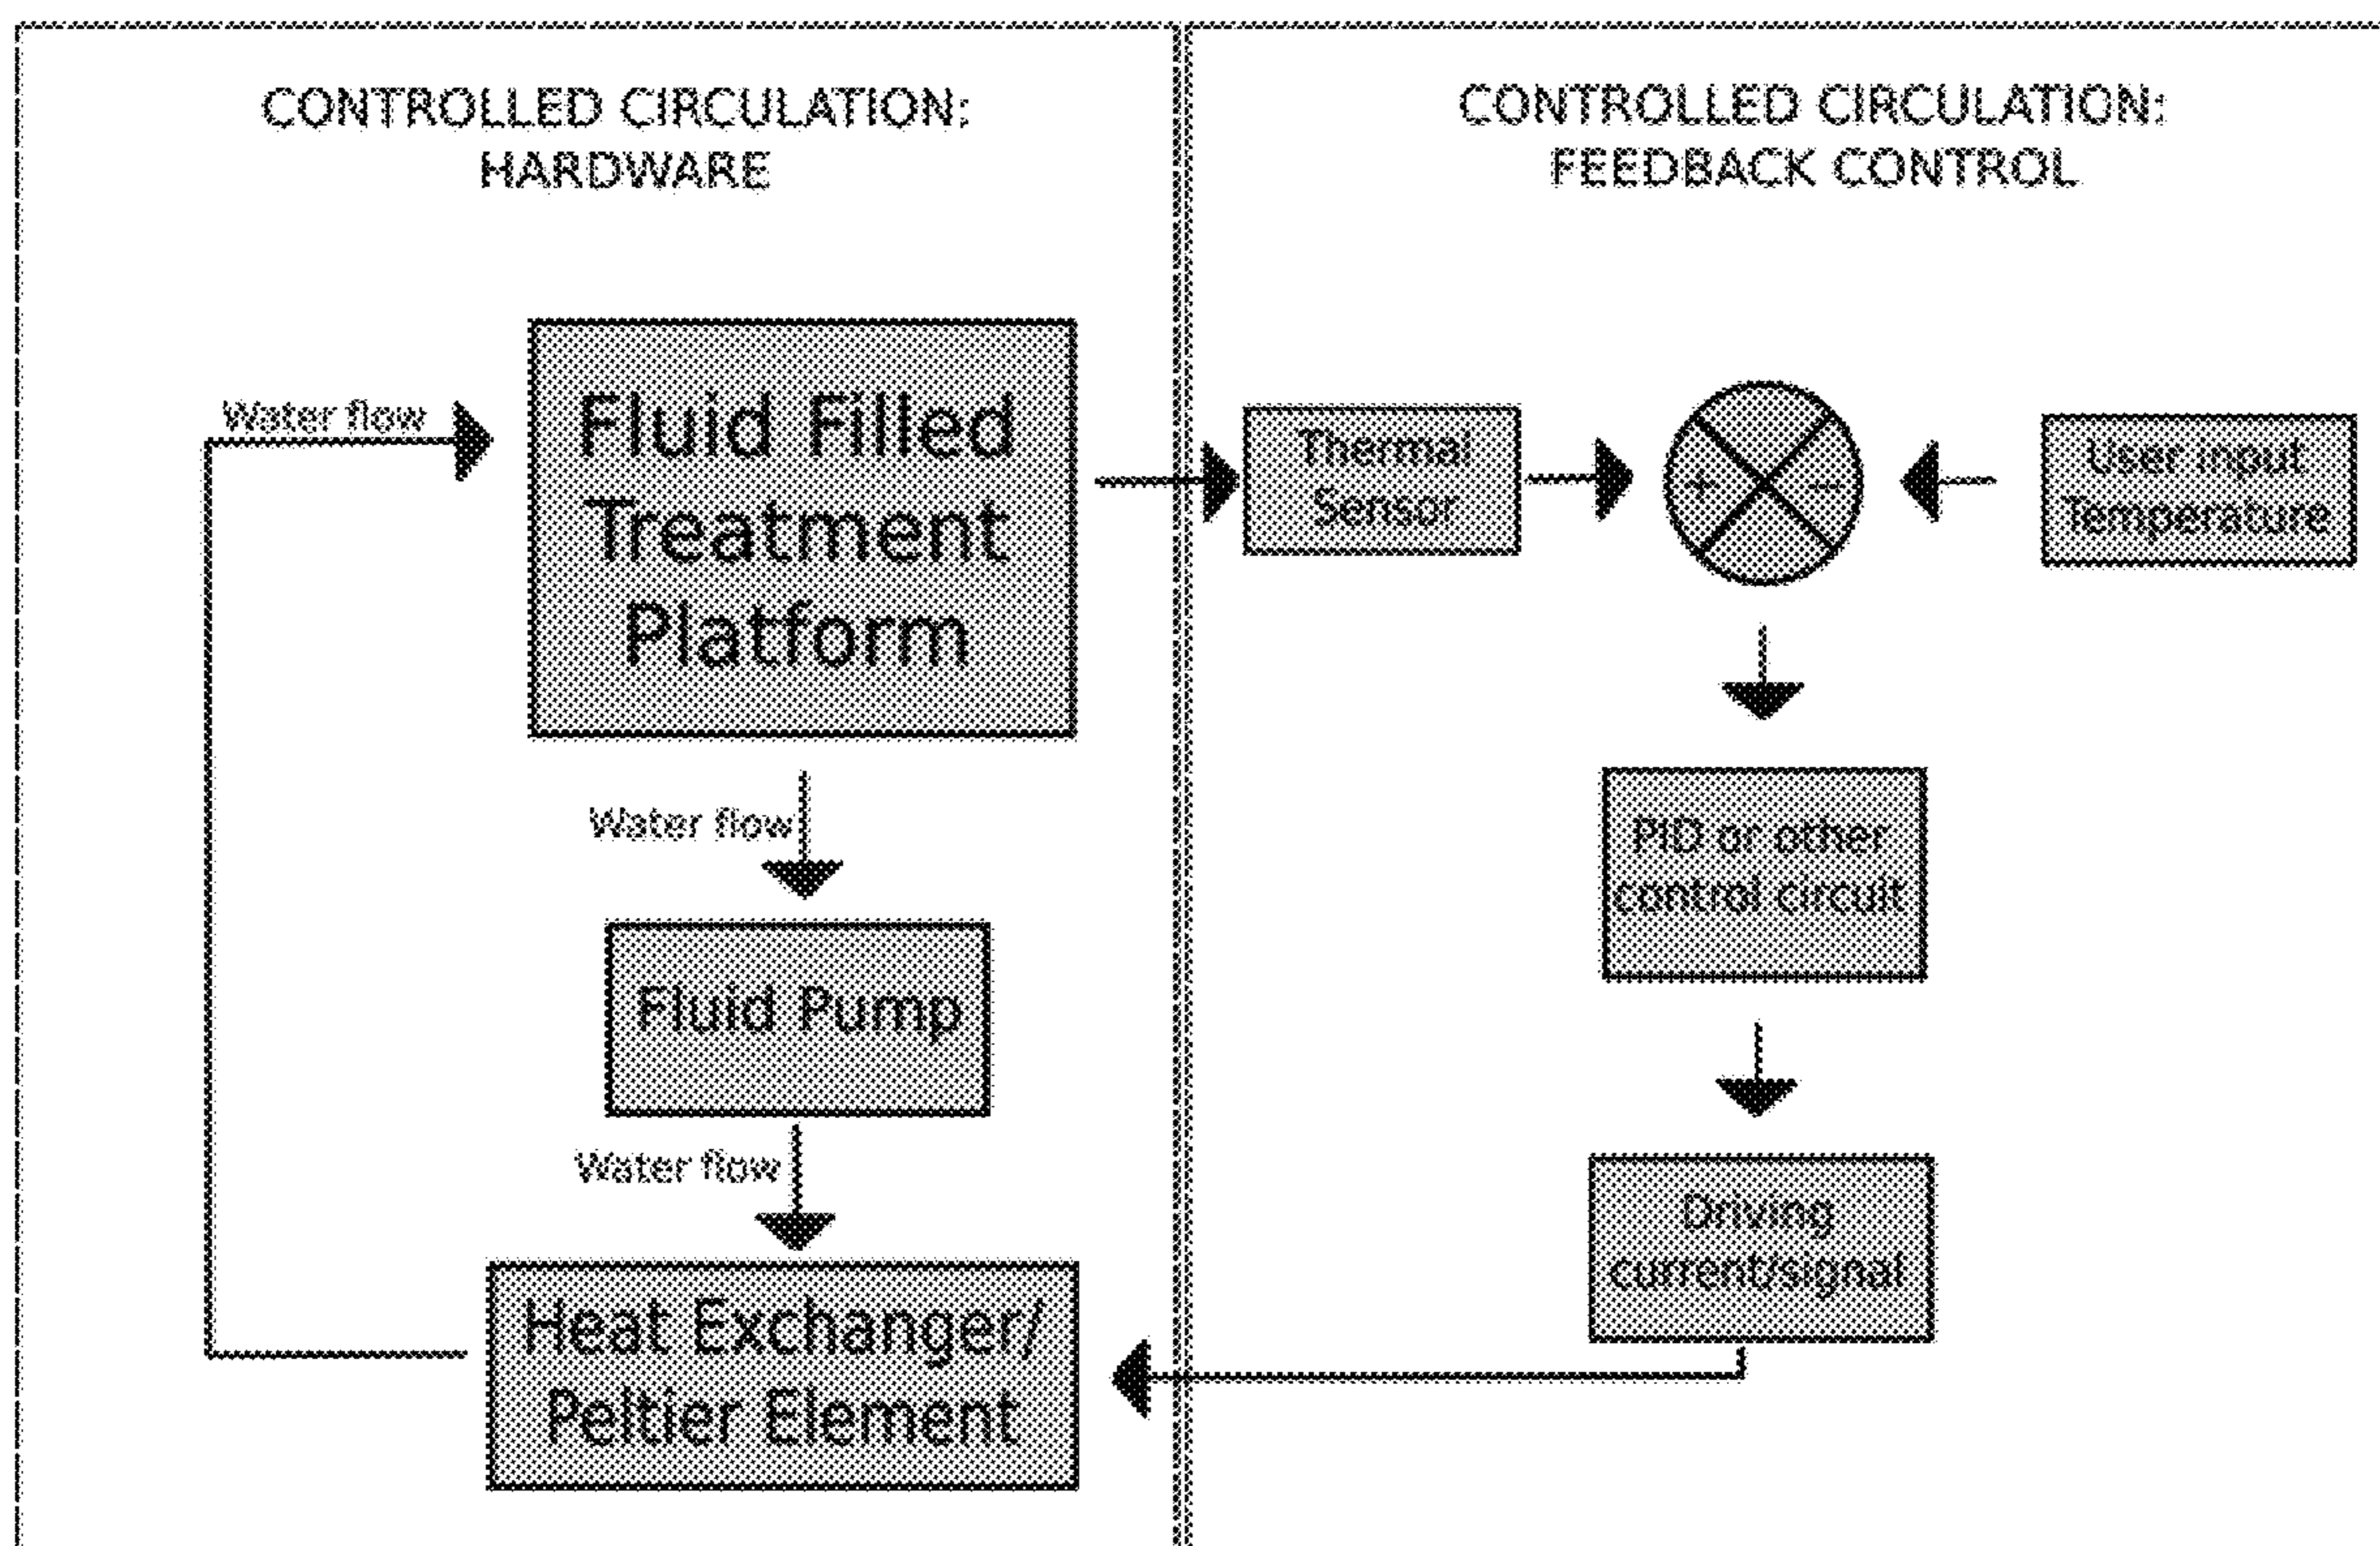 CONTROLLED CIRCULATION:
HARDWARE
Water flow
Fluid Filled
Treatment
Platform
Water flow
Fluid Pump
Water flow
Heat Exchanger/
Peltier Element
CONTROLLED CIRCULATION:
FEEDBACK CONTROL
Thermal
Sensor
+
−
User input
Temperature
PID or other
control circuit
Driving
current/signal